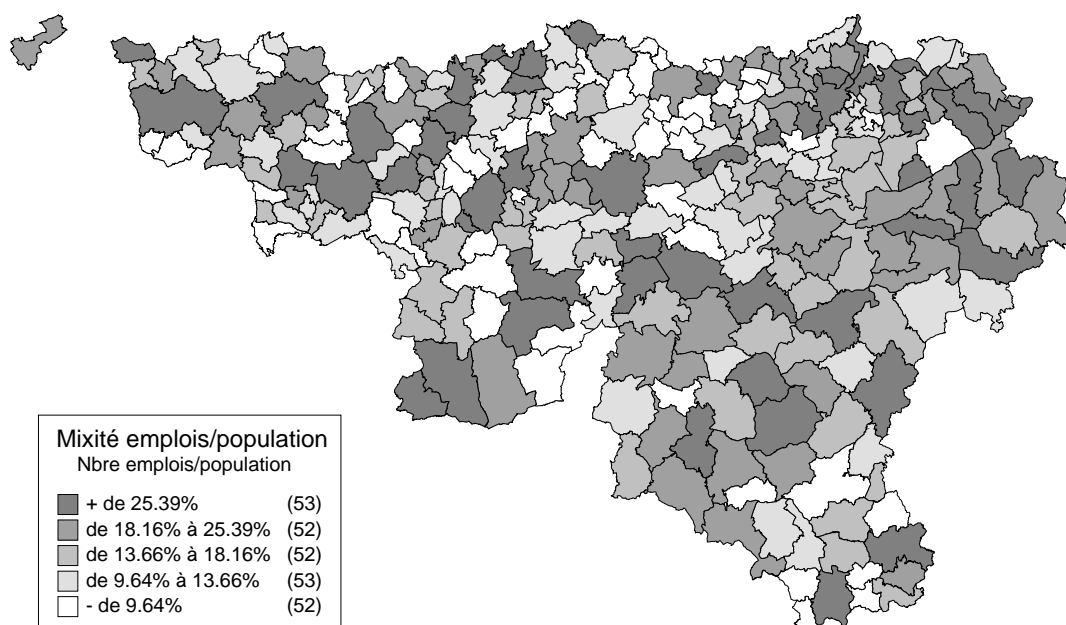 Mixité emplois/population
Nbre emplois/population
+ de 25.39% (53)
de 18.16% à 25.39% (52)
de 13.66% à 18.16% (52)
de 9.64% à 13.66% (53)
- de 9.64% (52)